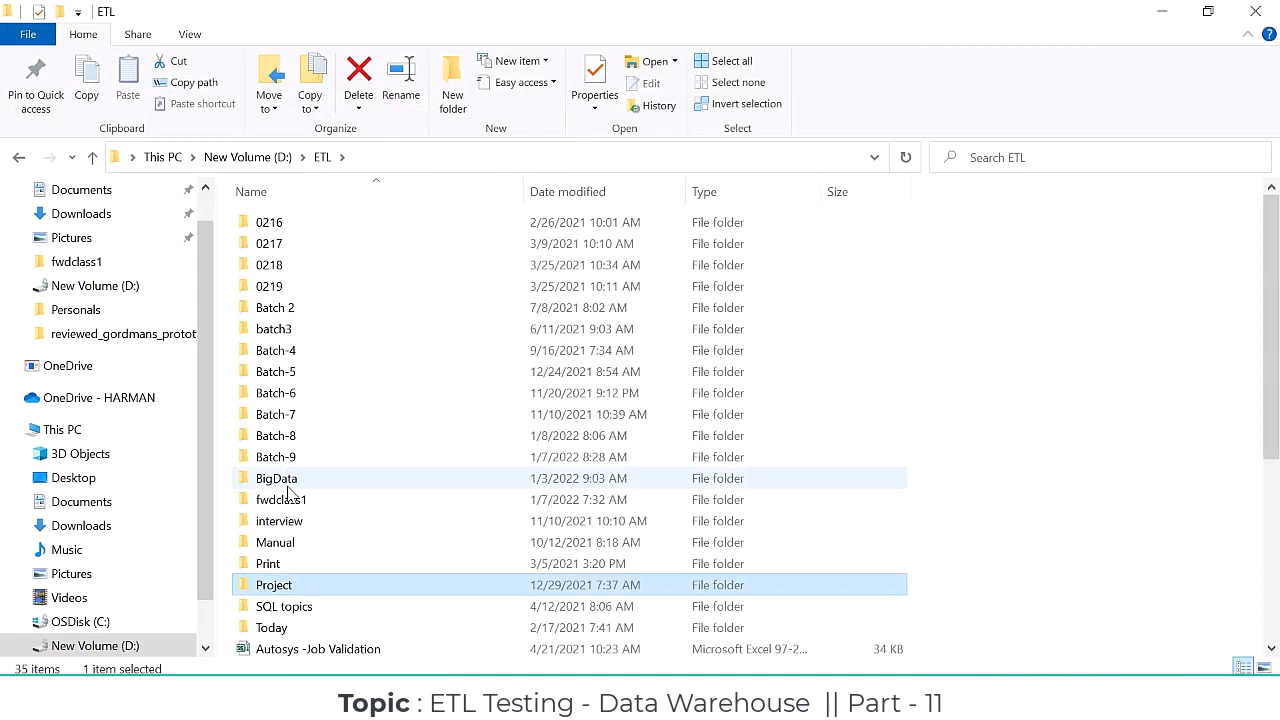 ETL
File Home Share View
Pin to Quick access
Copy
Paste
Cut
Copy path
Paste shortcut
Clipboard
Move to
Copy to
Delete
Rename
Organize
New folder
New item
Easy access
New
Properties
Open
Edit
History
Open
Select all
Select none
Invert selection
Select
This PC > New Volume (D:) > ETL >
Search ETL
Documents
Downloads
Pictures
fwdclass1
New Volume (D:)
Personals
reviewed_gordmans_protot
OneDrive
OneDrive - HARMAN
This PC
3D Objects
Desktop
Documents
Downloads
Music
Pictures
Videos
OSDisk (C:)
New Volume (D:)
Name Date modified Type Size
0216 2/26/2021 10:01 AM File folder
0217 3/9/2021 10:10 AM File folder
0218 3/25/2021 10:34 AM File folder
0219 3/25/2021 10:11 AM File folder
Batch 2 7/8/2021 8:02 AM File folder
batch3 6/11/2021 9:03 AM File folder
Batch-4 9/16/2021 7:34 AM File folder
Batch-5 12/24/2021 8:54 AM File folder
Batch-6 11/20/2021 9:12 PM File folder
Batch-7 11/10/2021 10:39 AM File folder
Batch-8 1/8/2022 8:06 AM File folder
Batch-9 1/7/2022 8:28 AM File folder
BigData 1/3/2022 9:03 AM File folder
fwdclass1 1/7/2022 7:32 AM File folder
interview 11/10/2021 10:10 AM File folder
Manual 10/12/2021 8:18 AM File folder
Print 3/5/2021 3:20 PM File folder
Project 12/29/2021 7:37 AM File folder
SQL topics 4/12/2021 8:06 AM File folder
Today 2/17/2021 7:41 AM File folder
Autosys -Job Validation 4/21/2021 10:23 AM Microsoft Excel 97-2... 34 KB
35 items 1 item selected
Topic : ETL Testing - Data Warehouse || Part - 11